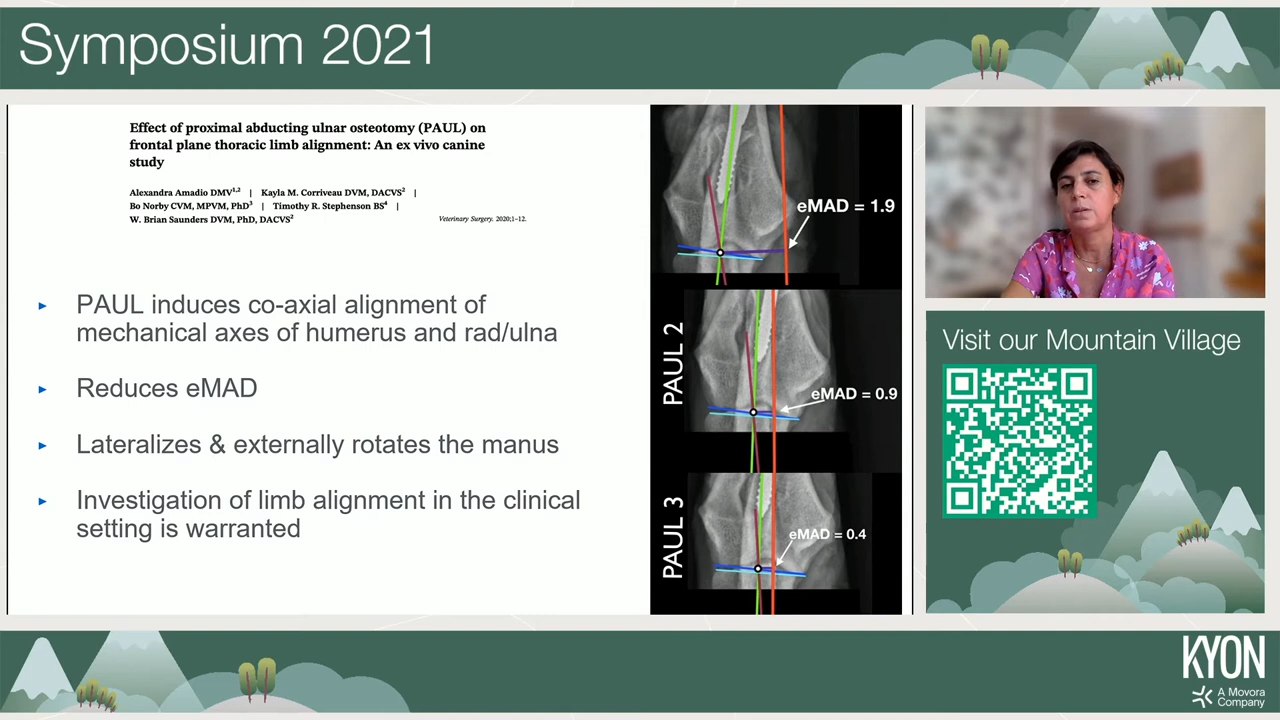 Symposium 2021
Effect of proximal abducting ulnar osteotomy (PAUL) on
frontal plane thoracic limb alignment: An ex vivo canine
study
Alexandra Amadio DMV1,2 | Kayla M. Corriveau DVM, DACVS2 |
Bo Norby CVM, MPVM, PhD3 | Timothy R. Stephenson BS4 |
W. Brian Saunders DVM, PhD, DACVS2
Veterinary Surgery. 2020;1–12.
▸ PAUL induces co-axial alignment of
mechanical axes of humerus and rad/ulna
▸ Reduces eMAD
▸ Lateralizes & externally rotates the manus
▸ Investigation of limb alignment in the clinical
setting is warranted
eMAD = 1.9
PAUL 2
eMAD = 0.9
PAUL 3
eMAD = 0.4
Visit our Mountain Village
KYON
A Movora
Company